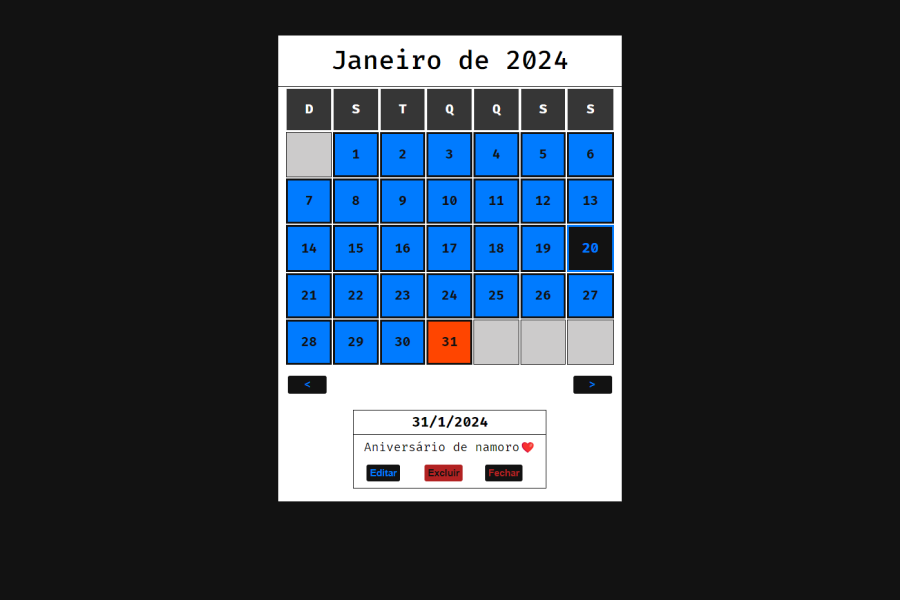 Janeiro de 2024
D S T Q Q S S
1 2 3 4 5 6
7 8 9 10 11 12 13
14 15 16 17 18 19 20
21 22 23 24 25 26 27
28 29 30 31
< >
31/1/2024
Aniversário de namoro❤️
Editar Excluir Fechar